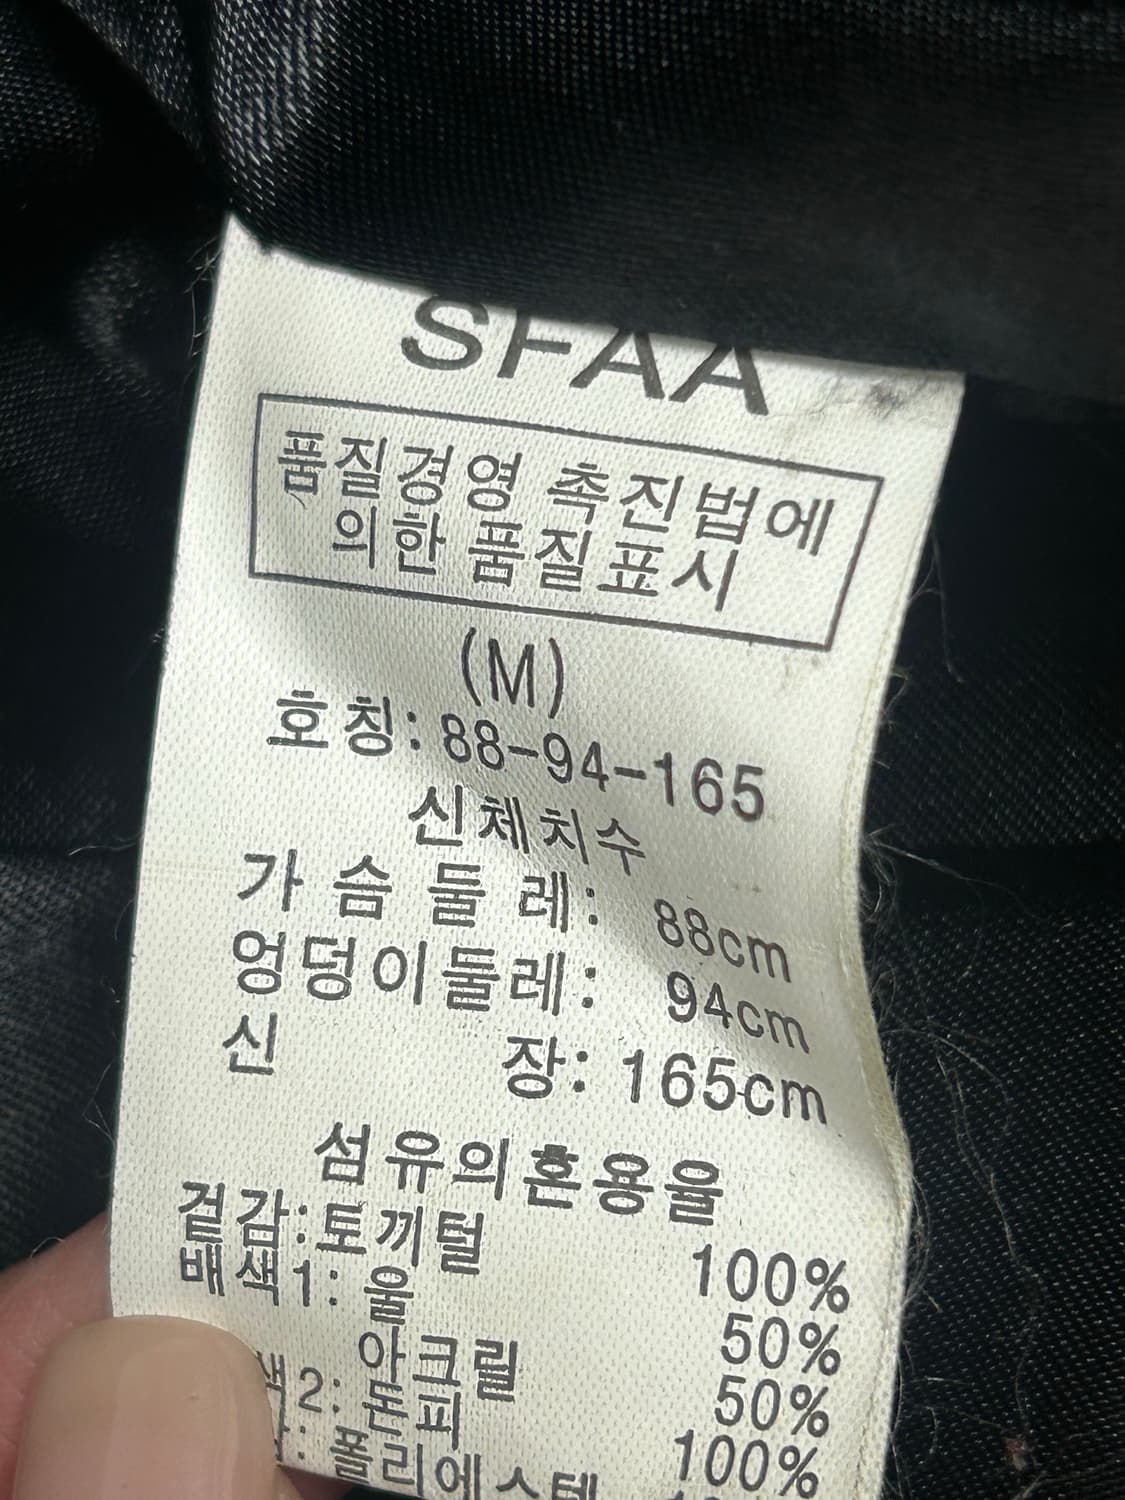 SFAA
품질경영 촉진법에
의한 품질표시
(M)
호칭: 88-94-165
신체치수
가슴둘레: 88cm
엉덩이둘레: 94cm
신장: 165cm
섬유의혼용율
겉감: 토끼털 100%
배색1: 울 50%
아크릴 50%
색2: 돈피 100%
폴리에스테